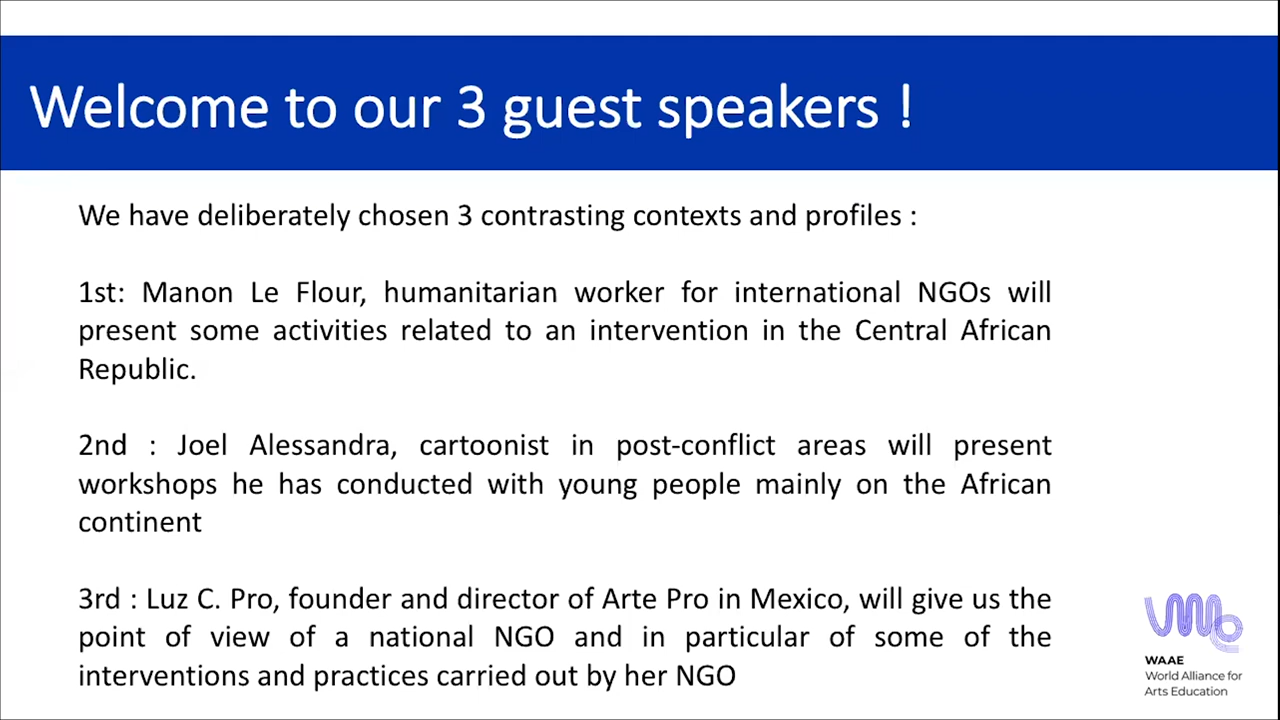 Welcome to our 3 guest speakers !
We have deliberately chosen 3 contrasting contexts and profiles :
1st: Manon Le Flour, humanitarian worker for international NGOs will
present some activities related to an intervention in the Central African
Republic.
2nd : Joel Alessandra, cartoonist in post-conflict areas will present
workshops he has conducted with young people mainly on the African
continent
3rd : Luz C. Pro, founder and director of Arte Pro in Mexico, will give us the
point of view of a national NGO and in particular of some of the
interventions and practices carried out by her NGO
WAAE
World Alliance for
Arts Education